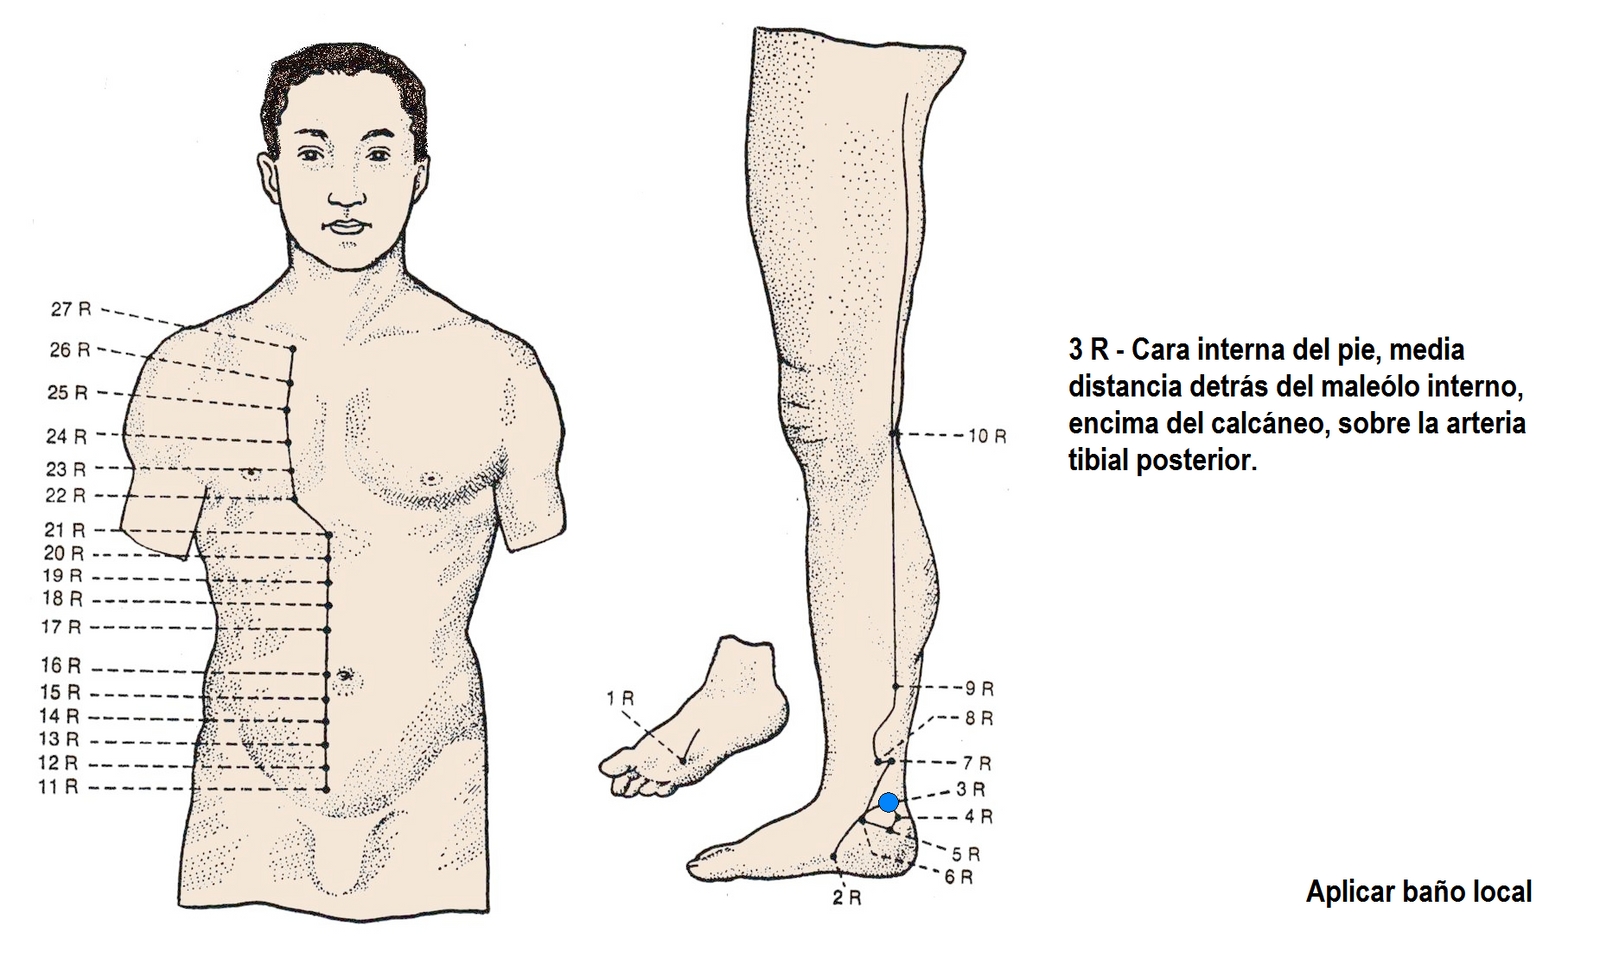 27 R
26 R
25 R
24 R
23 R
22 R
21 R
20 R
19 R
18 R
17 R
16 R
15 R
14 R
13 R
12 R
11 R
1 R
10 R
9 R
8 R
7 R
3 R
4 R
5 R
6 R
2 R
3 R - Cara interna del pie, media
distancia detrás del maleólo interno,
encima del calcáneo, sobre la arteria
tibial posterior.
Aplicar baño local